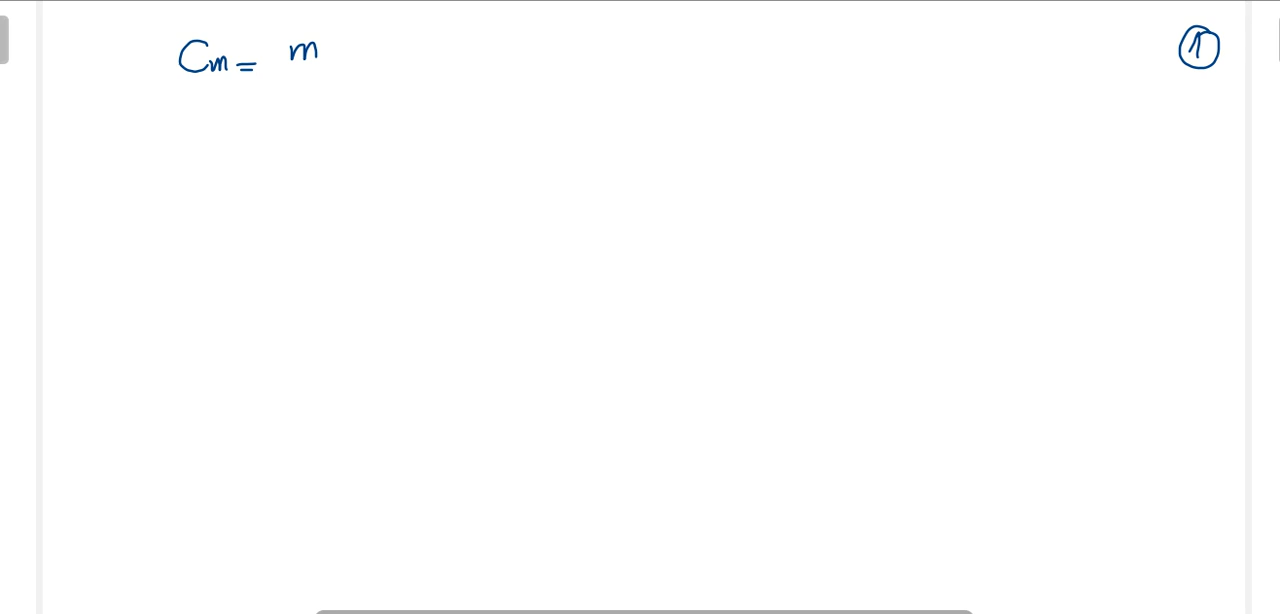 Cm = m ①